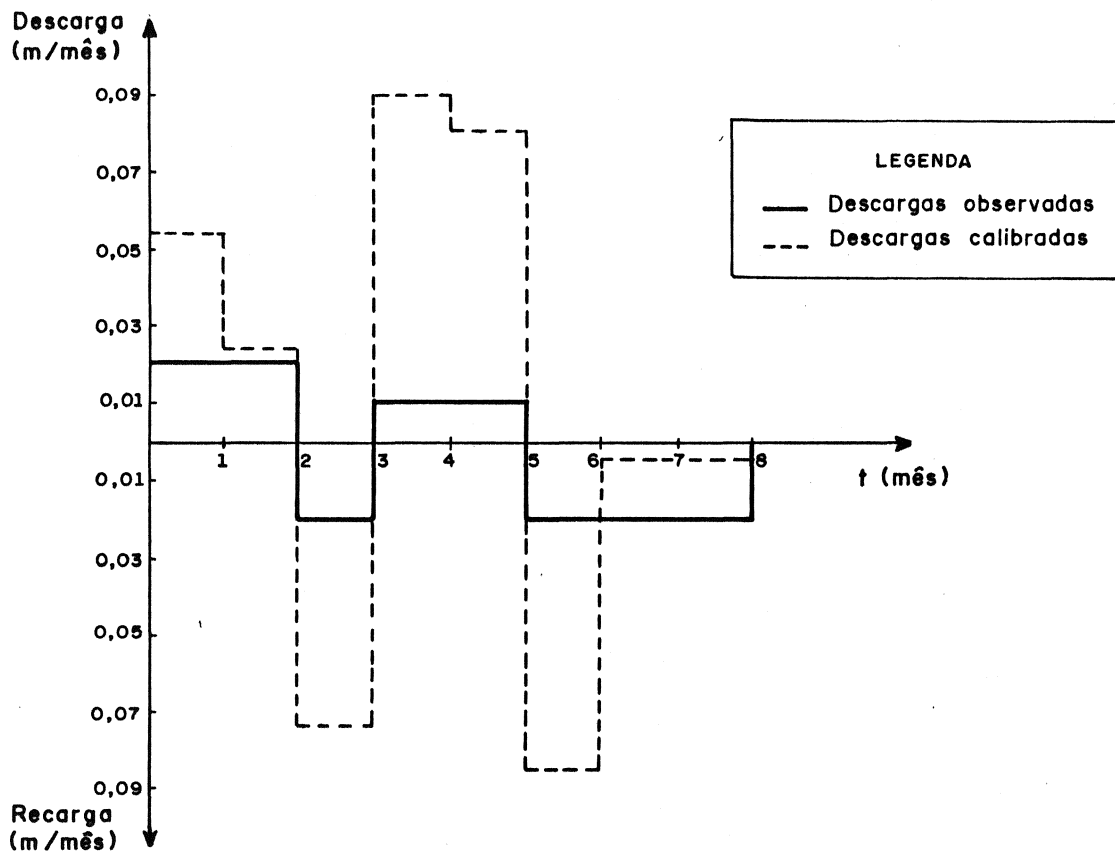 Descarga
(m/mês)
0,09
0,07
0,05
0,03
0,01
0,01
0,03
0,05
0,07
0,09
Recarga
(m/mês)
1
2
3
4
5
6
7
8
t (mês)
LEGENDA
Descargas observadas
Descargas calibradas